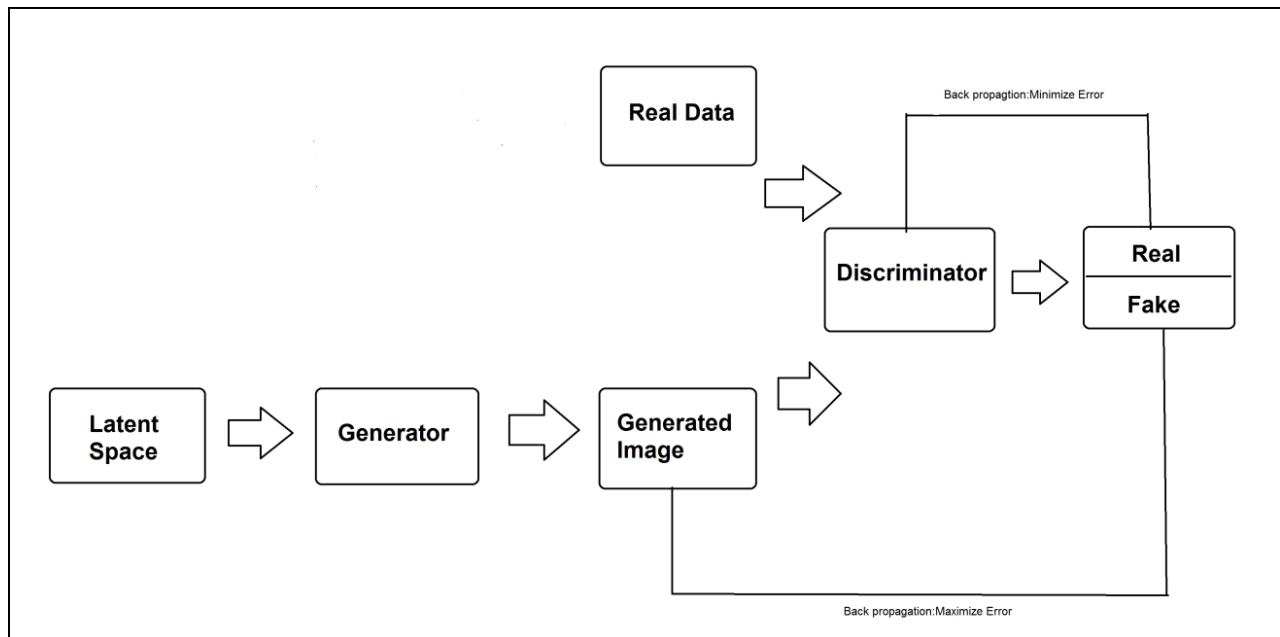 Real Data
Back propagtion:Minimize Error
Discriminator
Real
Fake
Latent
Space
Generator
Generated
Image
Back propagation:Maximize Error